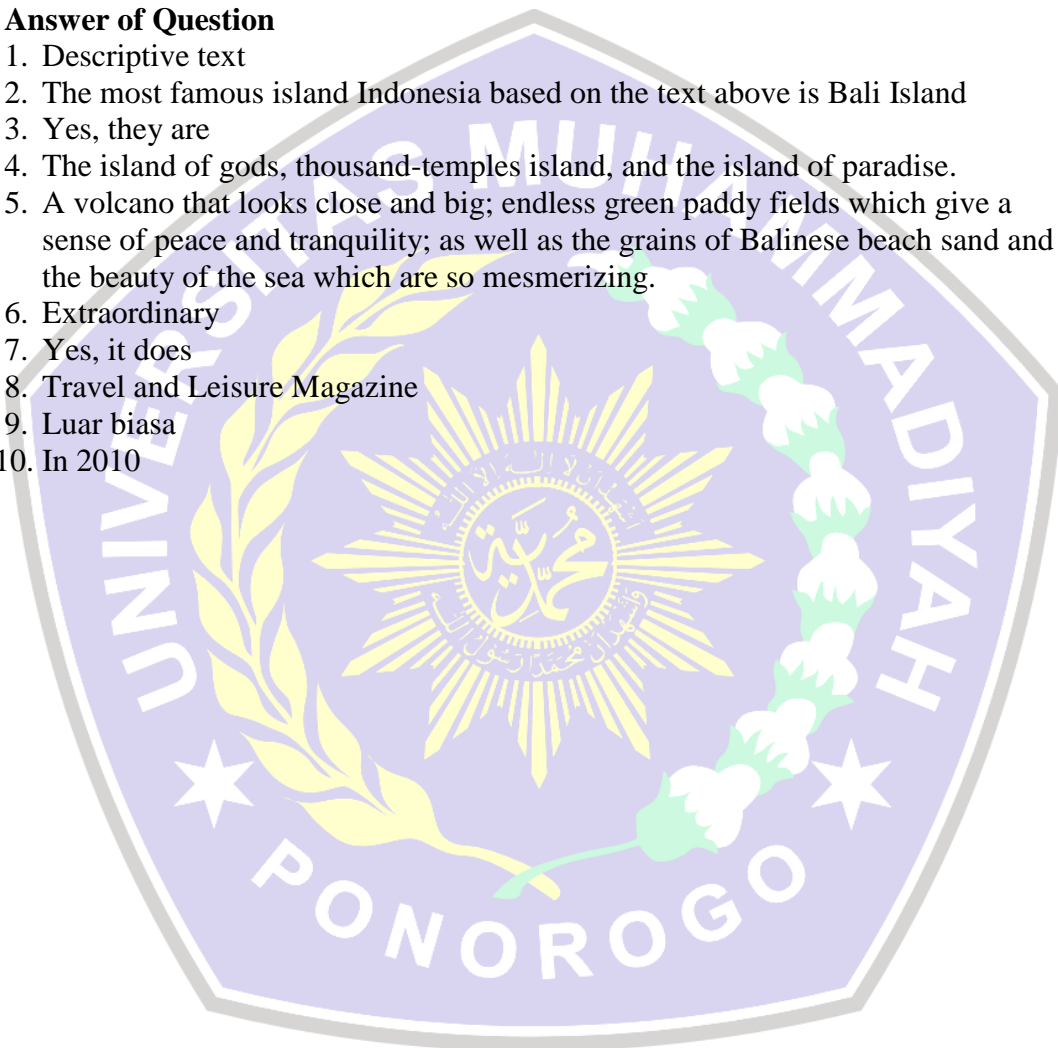 Answer of Question
1. Descriptive text
2. The most famous island Indonesia based on the text above is Bali Island
3. Yes, they are
4. The island of gods, thousand-temples island, and the island of paradise.
5. A volcano that looks close and big; endless green paddy fields which give a
sense of peace and tranquility; as well as the grains of Balinese beach sand and
the beauty of the sea which are so mesmerizing.
6. Extraordinary
7. Yes, it does
8. Travel and Leisure Magazine
9. Luar biasa
10. In 2010
UNIVERSITAS MUHAMMADIYAH
PONOROGO
محمدية